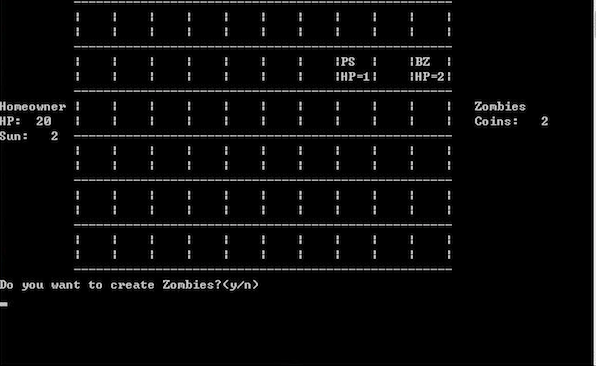 PS BZ
HP=1 HP=2
Homeowner Zombies
HP: 20 Coins: 2
Sun: 2
Do you want to create Zombies?(y/n)